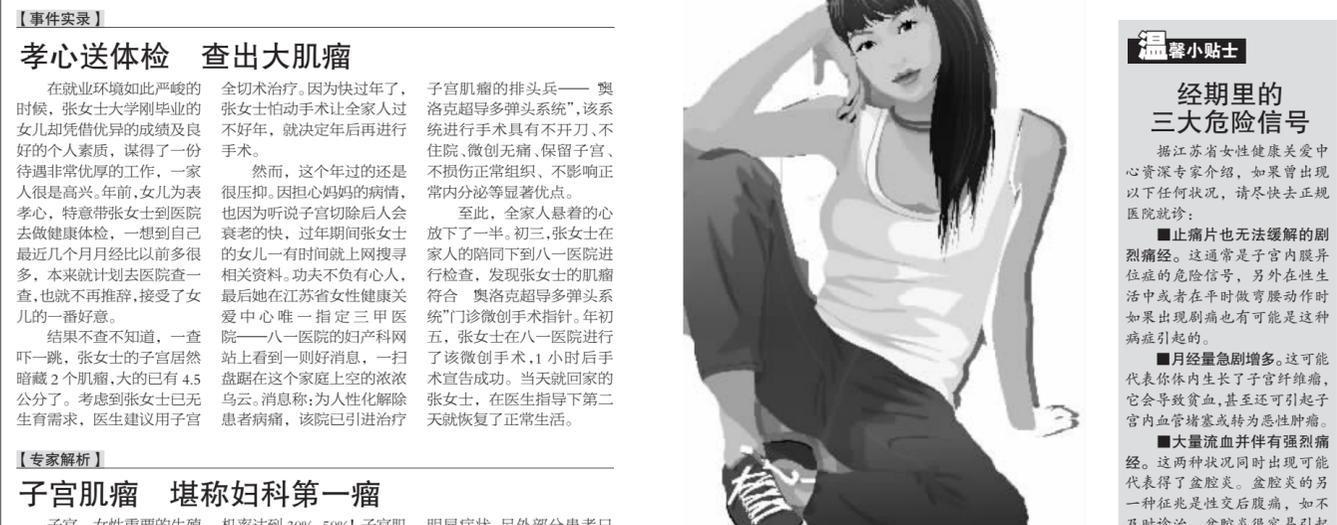 【事件实录】
孝心送体检　查出大肌瘤
在就业环境如此严峻的
时候，张女士大学刚毕业的
女儿却凭借优异的成绩及良
好的个人素质，谋得了一份
待遇非常优厚的工作，一家
人很是高兴。年前，女儿为表
孝心，特意带张女士到医院
去做健康体检，一想到自己
最近几个月月经比以前多很
多，本来就计划去医院查一
查，也就不再推辞，接受了女
儿的一番好意。
结果不查不知道，一查
吓一跳，张女士的子宫居然
暗藏2个肌瘤，大的已有4.5
公分了。考虑到张女士已无
生育需求，医生建议用子宫
全切术治疗。因为快过年了，
张女士怕动手术让全家人过
不好年，就决定年后再进行
手术。
然而，这个年过的还是
很压抑。因担心妈妈的病情，
也因为听说子宫切除后人会
衰老的快，过年期间张女士
的女儿一有时间就上网搜寻
相关资料。功夫不负有心人，
最后她在江苏省女性健康关
爱中心唯一指定三甲医
院——八一医院的妇产科网
站上看到一则好消息，一扫
盘踞在这个家庭上空的浓浓
乌云。消息称：为人性化解除
患者病痛，该院已引进治疗
子宫肌瘤的排头兵——“奥
洛克超导多弹头系统”，该系
统进行手术具有不开刀、不
住院、微创无痛、保留子宫、
不损伤正常组织、不影响正
常内分泌等显著优点。
至此，全家人悬着的心
放下了一半。初三，张女士在
家人的陪同下到八一医院进
行检查，发现张女士的肌瘤
符合“奥洛克超导多弹头系
统”门诊微创手术指针。年初
五，张女士在八一医院进行
了该微创手术，1小时后手
术宣告成功。当天就回家的
张女士，在医生指导下第二
天就恢复了正常生活。
【专家解析】
子宫肌瘤　堪称妇科第一瘤
温馨小贴士
经期里的
三大危险信号
据江苏省女性健康关爱中
心资深专家介绍，如果曾出现
以下任何状况，请尽快去正规
医院就诊：
■止痛片也无法缓解的剧
烈痛经。这通常是子宫内膜异
位症的危险信号，另外在性生
活中或者在平时做弯腰动作时
如果出现剧痛也有可能是这种
病症引起的。
■月经量急剧增多。这可能
代表你体内生长了子宫纤维瘤，
它会导致贫血，甚至还可引起子
宫内血管堵塞或转为恶性肿瘤。
■大量流血并伴有强烈痛
经。这两种状况同时出现可能
代表得了盆腔炎。盆腔炎的另
一种征兆是性交后腹痛，如不